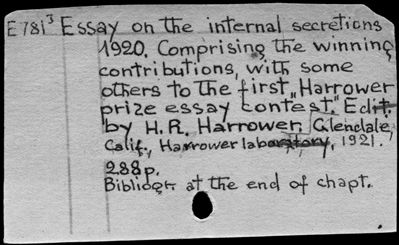 E781³ Essay on the internal secretions
1920. Comprising the winning
contributions, with some
others to the first „Harrower
prize essay contest." Edit.
by H. R. Harrower. Glendale,
Calif., Harrower laboratory, 1921.
288p.
Bibliogr. at the end of chapt.